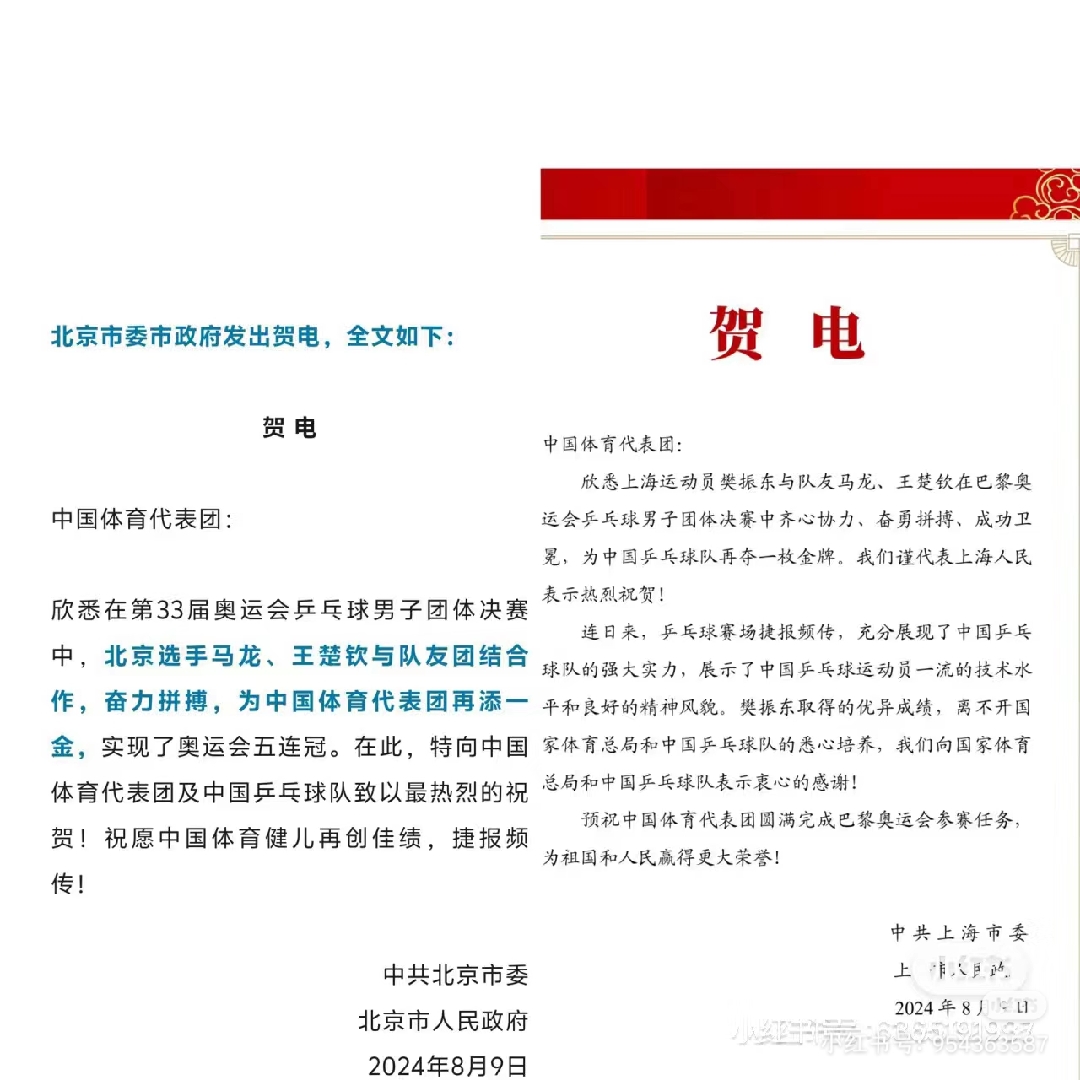 北京市委市政府发出贺电，全文如下：
贺 电
中国体育代表团：
欣悉在第33届奥运会乒乓球男子团体决赛
中，北京选手马龙、王楚钦与队友团结合
作，奋力拼搏，为中国体育代表团再添一
金，实现了奥运会五连冠。在此，特向中国
体育代表团及中国乒乓球队致以最热烈的祝
贺！祝愿中国体育健儿再创佳绩，捷报频
传！
中共北京市委
北京市人民政府
2024年8月9日
贺 电
中国体育代表团：
欣悉上海运动员樊振东与队友马龙、王楚钦在巴黎奥
运会乒乓球男子团体决赛中齐心协力、奋勇拼搏、成功卫
冕，为中国乒乓球队再夺一枚金牌。我们谨代表上海人民
表示热烈祝贺！
连日来，乒乓球赛场捷报频传，充分展现了中国乒乓
球队的强大实力，展示了中国乒乓球运动员一流的技术水
平和良好的精神风貌。樊振东取得的优异成绩，离不开国
家体育总局和中国乒乓球队的悉心培养，我们向国家体育
总局和中国乒乓球队表示衷心的感谢！
预祝中国体育代表团圆满完成巴黎奥运会参赛任务，
为祖国和人民赢得更大荣誉！
中共上海市委
上
2024年8月
小红书
小红书号：954363587